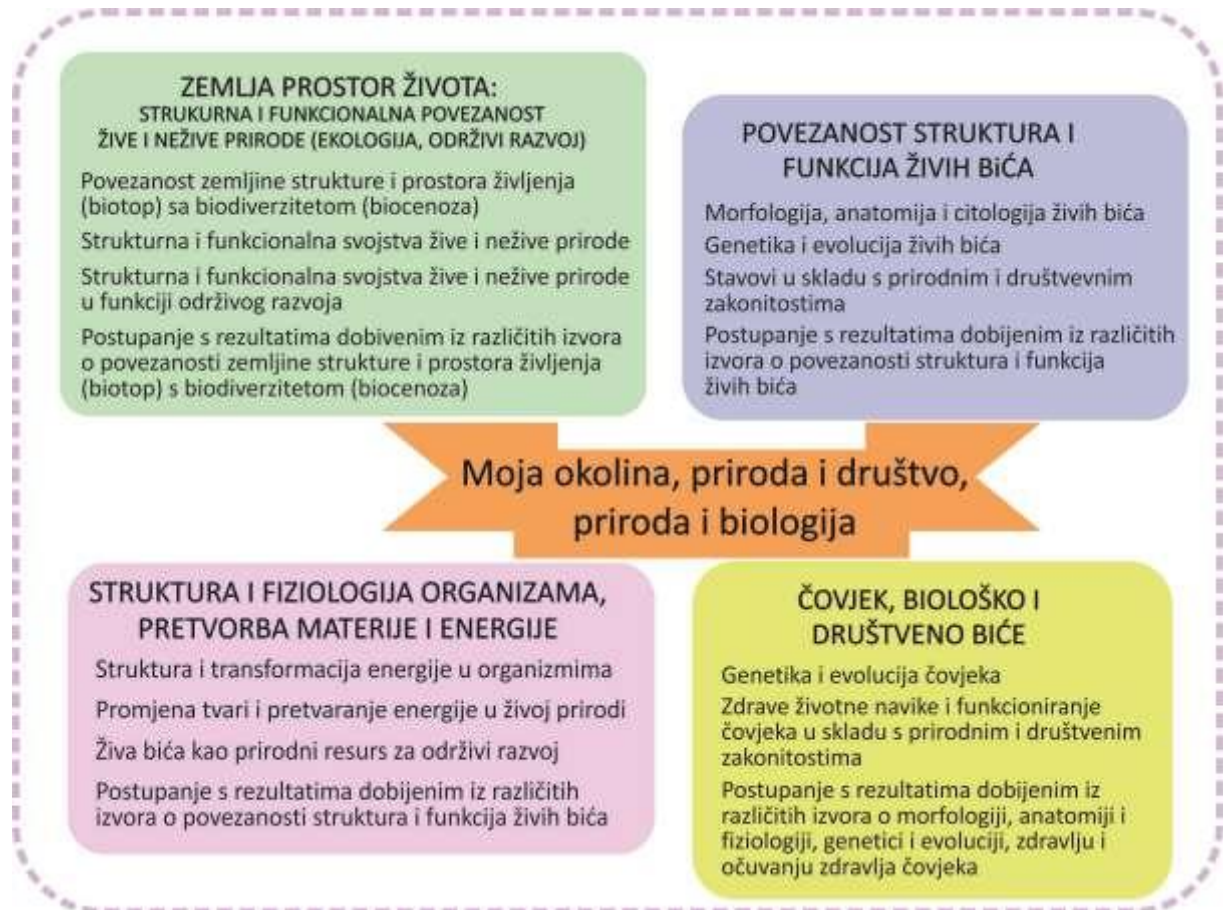 ZEMLJA PROSTOR ŽIVOTA:
STRUKURNA I FUNKCIONALNA POVEZANOST
ŽIVE I NEŽIVE PRIRODE (EKOLOGIJA, ODRŽIVI RAZVOJ)
Povezanost zemljine strukture i prostora življenja
(biotop) sa biodiverzitetom (biocenoza)
Strukturna i funkcionalna svojstva žive i nežive prirode
Strukturna i funkcionalna svojstva žive i nežive prirode
u funkciji održivog razvoja
Postupanje s rezultatima dobivenim iz različitih izvora
o povezanosti zemljine strukture i prostora življenja
(biotop) s biodiverzitetom (biocenoza)
POVEZANOST STRUKTURA I
FUNKCIJA ŽIVIH BiĆA
Morfologija, anatomija i citologija živih bića
Genetika i evolucija živih bića
Stavovi u skladu s prirodnim i društvevnim
zakonitostima
Postupanje s rezultatima dobijenim iz različitih
izvora o povezanosti struktura i funkcija
živih bića
Moja okolina, priroda i društvo,
priroda i biologija
STRUKTURA I FIZIOLOGIJA ORGANIZAMA,
PRETVORBA MATERIJE I ENERGIJE
Struktura i transformacija energije u organizmima
Promjena tvari i pretvaranje energije u živoj prirodi
Živa bića kao prirodni resurs za održivi razvoj
Postupanje s rezultatima dobijenim iz različitih
izvora o povezanosti struktura i funkcija živih bića
ČOVJEK, BIOLOŠKO I
DRUŠTVENO BIĆE
Genetika i evolucija čovjeka
Zdrave životne navike i funkcioniranje
čovjeka u skladu s prirodnim i društvenim
zakonitostima
Postupanje s rezultatima dobijenim iz
različitih izvora o morfologiji, anatomiji i
fiziologiji, genetici i evoluciji, zdravlju i
očuvanju zdravlja čovjeka